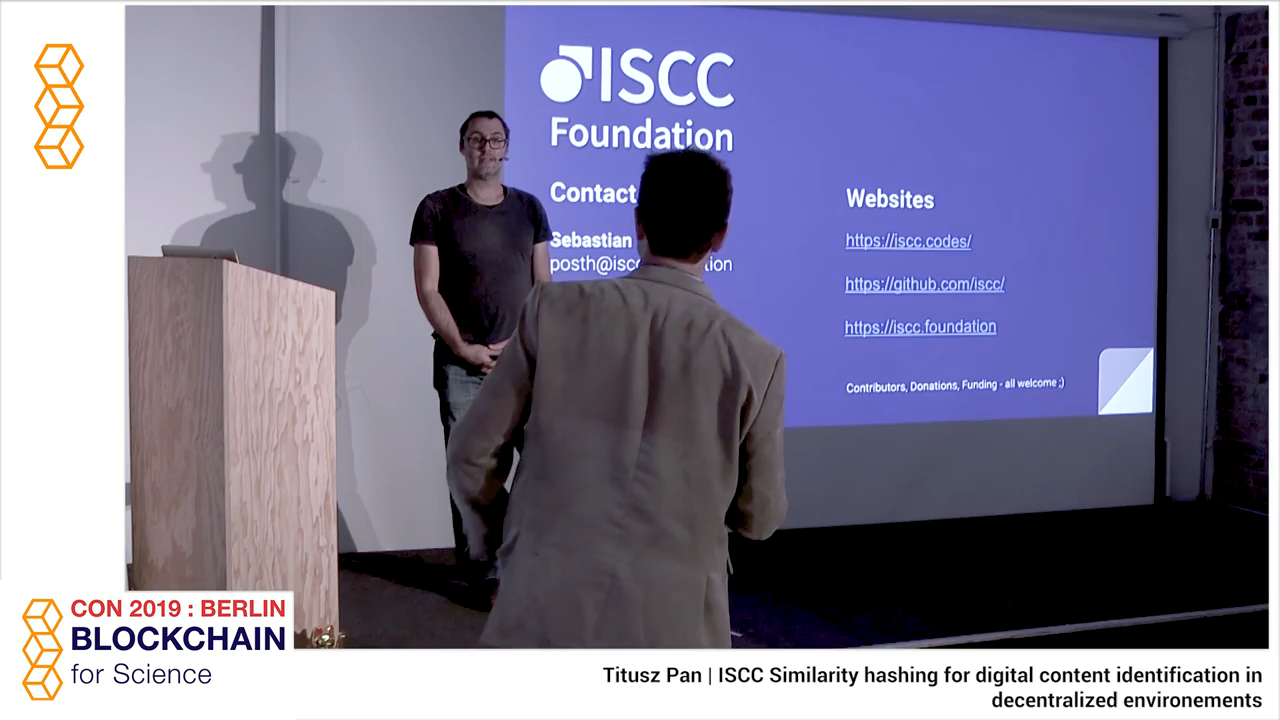 ISCC
Foundation
Contact
Sebastian
posth@isc
tion
Websites
https://iscc.codes/
https://github.com/iscc/
https://iscc.foundation
Contributors, Donations, Funding - all welcome ;)
CON 2019 : BERLIN
BLOCKCHAIN
for Science
Titusz Pan | ISCC Similarity hashing for digital content identification in
decentralized environements